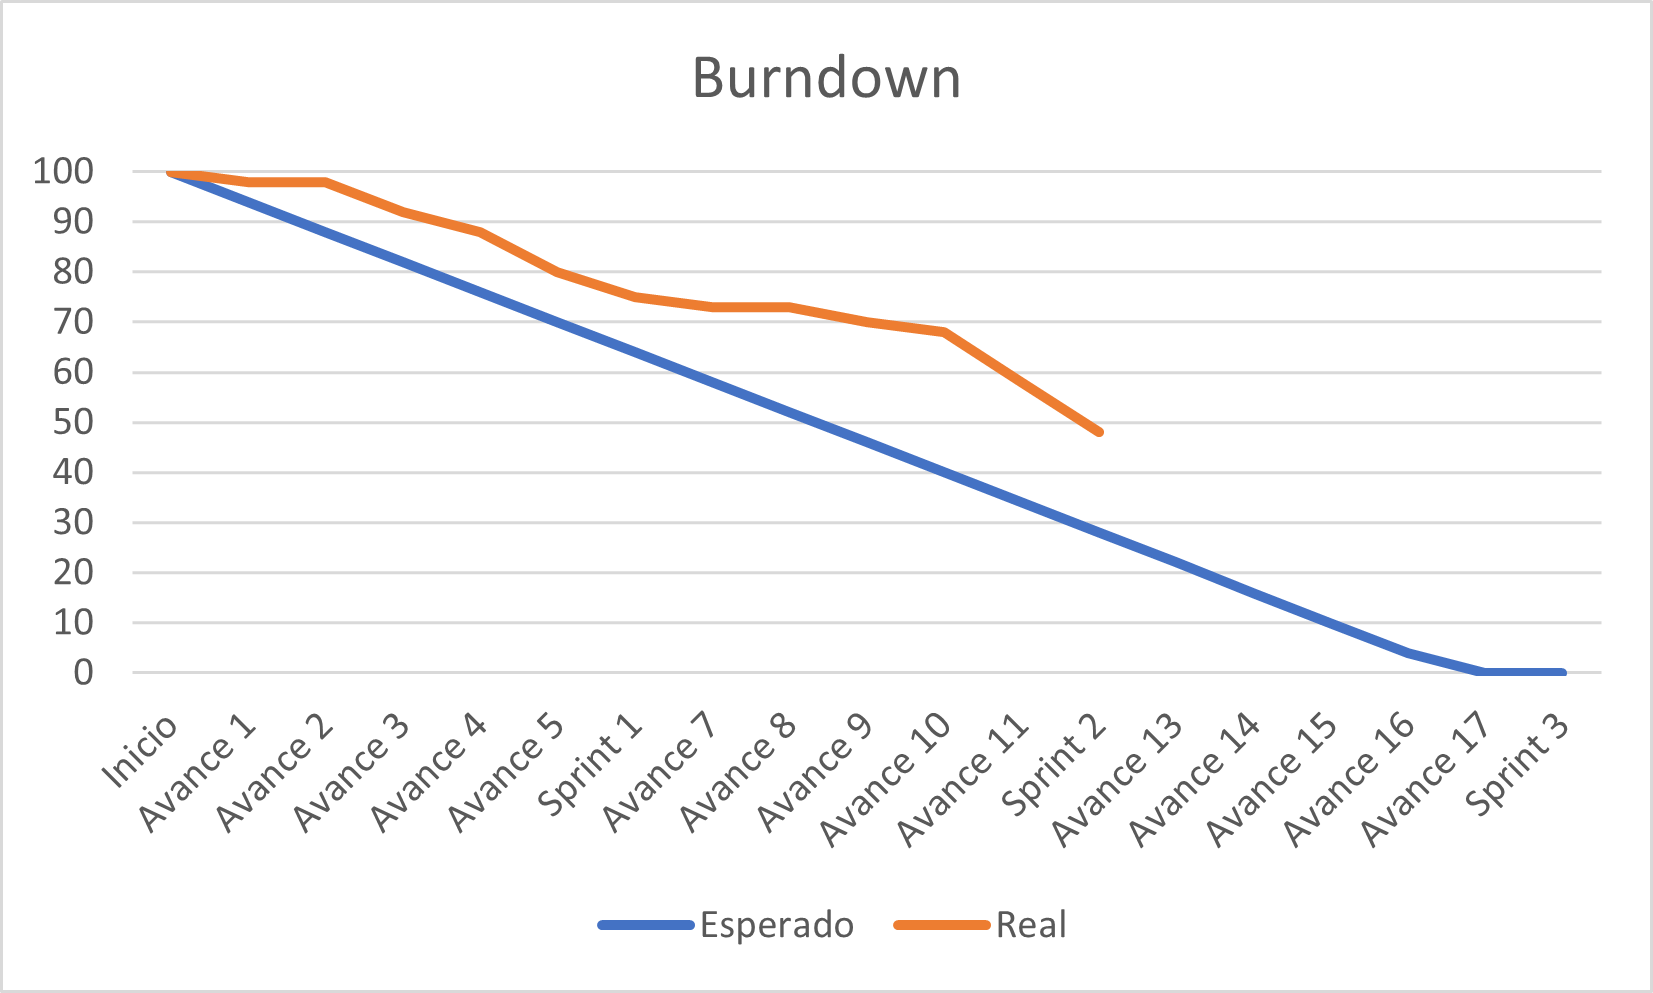 Burndown
100
90
80
70
60
50
40
30
20
10
0
Inicio
Avance 1
Avance 2
Avance 3
Avance 4
Avance 5
Sprint 1
Avance 7
Avance 8
Avance 9
Avance 10
Avance 11
Sprint 2
Avance 13
Avance 14
Avance 15
Avance 16
Avance 17
Sprint 3
Esperado
Real